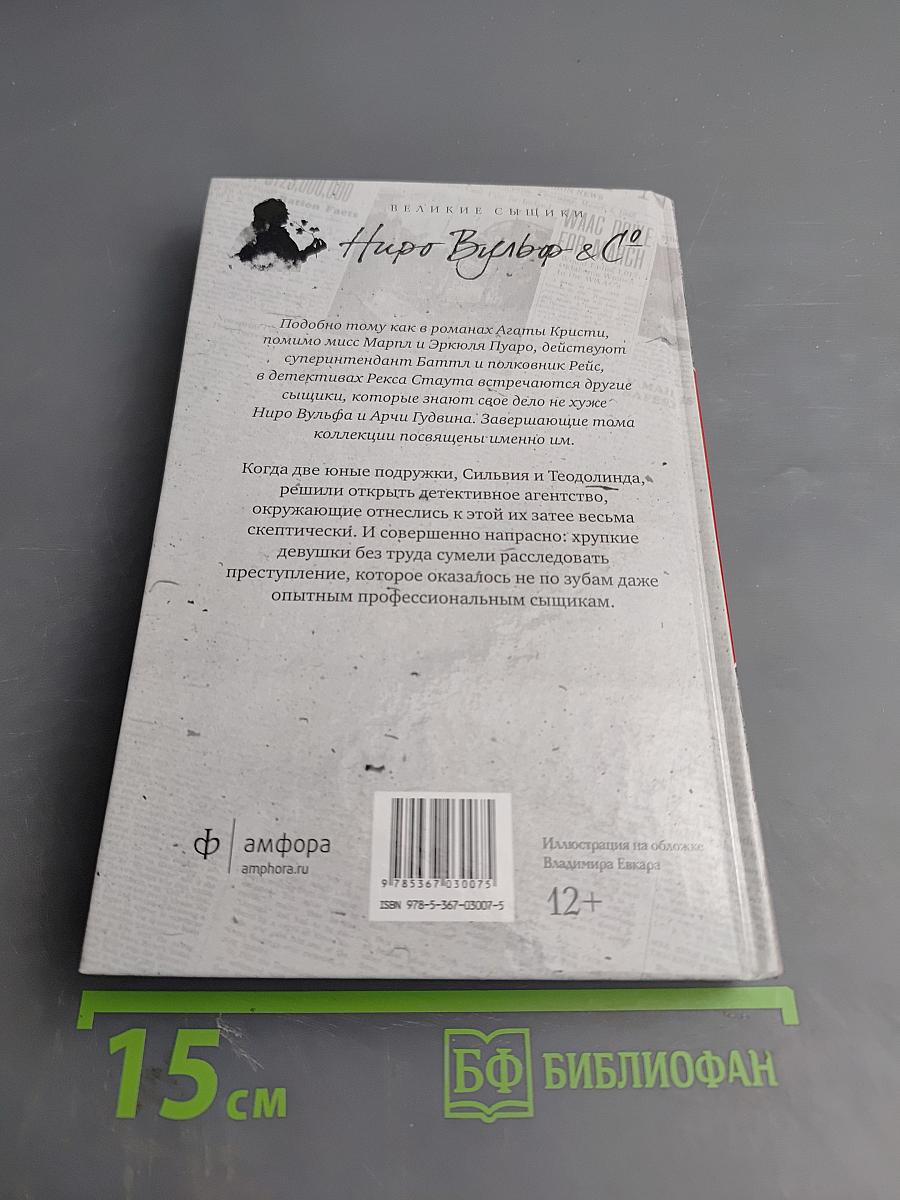 $125,000,000
ВЕЛИКИЕ СЫЩИКИ
Ниро Вульф & Cº
Подобно тому как в романах Агаты Кристи,
помимо мисс Марпл и Эркюля Пуаро, действуют
суперинтендант Баттл и полковник Рейс,
в детективах Рекса Стаута встречаются другие
сыщики, которые знают свое дело не хуже
Ниро Вульфа и Арчи Гудвина. Завершающие тома
коллекции посвящены именно им.
Когда две юные подружки, Сильвия и Теодолинда,
решили открыть детективное агентство,
окружающие отнеслись к этой их затее весьма
скептически. И совершенно напрасно: хрупкие
девушки без труда сумели расследовать
преступление, которое оказалось не по зубам даже
опытным профессиональным сыщикам.
амфора
amphora.ru
9 785367 030075
ISBN 978-5-367-03007-5
Иллюстрация на обложке
Владимира Евкара
12+
15 см
БФ БИБЛИОФАН